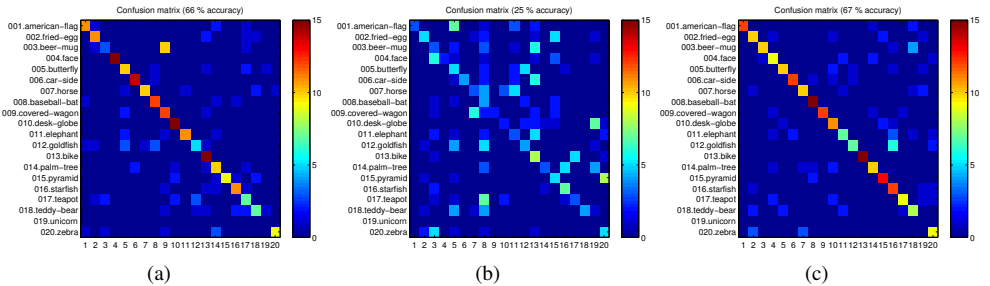 Confusion matrix (66 % accuracy)
001.american-flag
002.fried-egg
003.beer-mug
004.face
005.butterfly
006.car-side
007.horse
008.baseball-bat
009.covered-wagon
010.desk-globe
011.elephant
012.goldfish
013.bike
014.palm-tree
015.pyramid
016.starfish
017.teapot
018.teddy-bear
019.unicorn
020.zebra
1 2 3 4 5 6 7 8 9 10 11 12 13 14 15 16 17 18 19 20
15
10
5
0
(a)
Confusion matrix (25 % accuracy)
001.american-flag
002.fried-egg
003.beer-mug
004.face
005.butterfly
006.car-side
007.horse
008.baseball-bat
009.covered-wagon
010.desk-globe
011.elephant
012.goldfish
013.bike
014.palm-tree
015.pyramid
016.starfish
017.teapot
018.teddy-bear
019.unicorn
020.zebra
1 2 3 4 5 6 7 8 9 10 11 12 13 14 15 16 17 18 19 20
15
10
5
0
(b)
Confusion matrix (67 % accuracy)
001.american-flag
002.fried-egg
003.beer-mug
004.face
005.butterfly
006.car-side
007.horse
008.baseball-bat
009.covered-wagon
010.desk-globe
011.elephant
012.goldfish
013.bike
014.palm-tree
015.pyramid
016.starfish
017.teapot
018.teddy-bear
019.unicorn
020.zebra
1 2 3 4 5 6 7 8 9 10 11 12 13 14 15 16 17 18 19 20
15
10
5
0
(c)